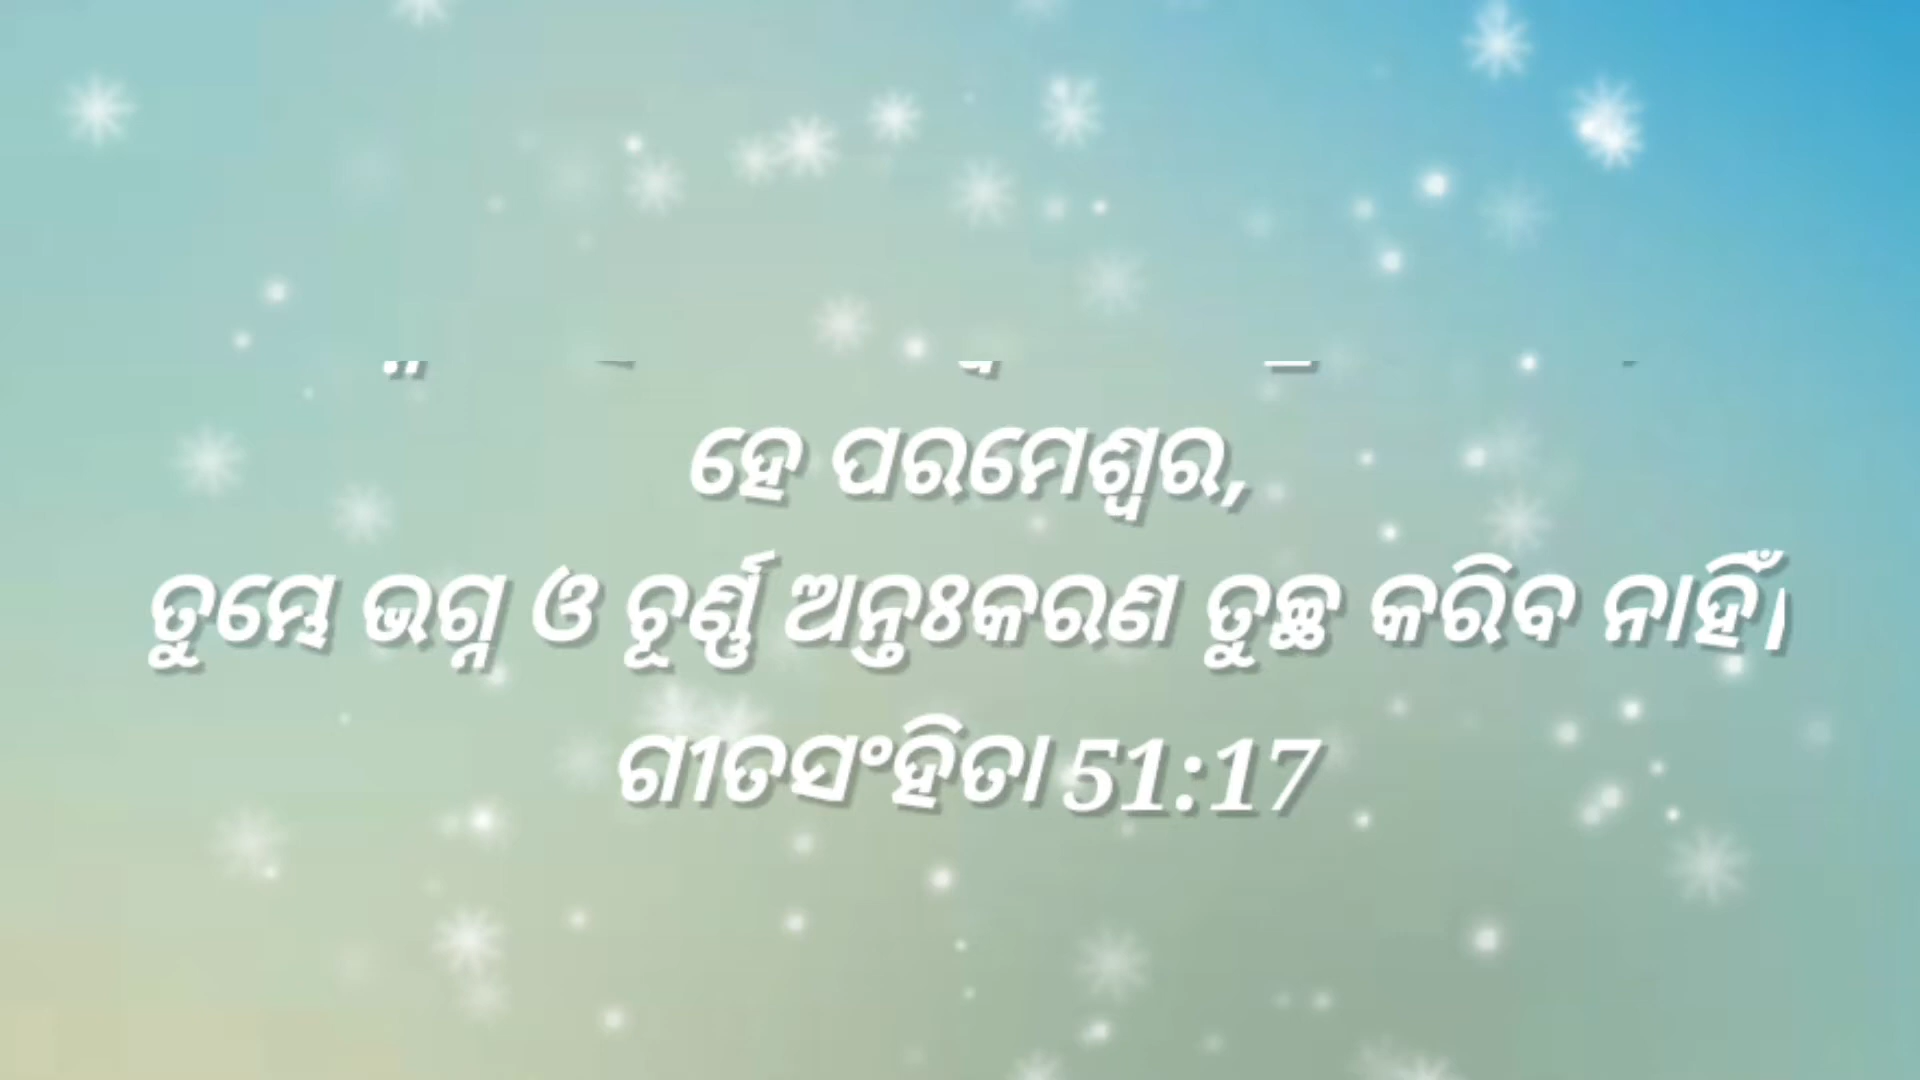 ହେ ପରମେଶ୍ୱର,
ତୁମ୍ଭେ ଭଗ୍ନ ଓ ଚୂର୍ଣ୍ଣ ଅନ୍ତଃକରଣ ତୁଚ୍ଛ କରିବ ନାହିଁ।
ଗୀତସଂହିତା 51:17